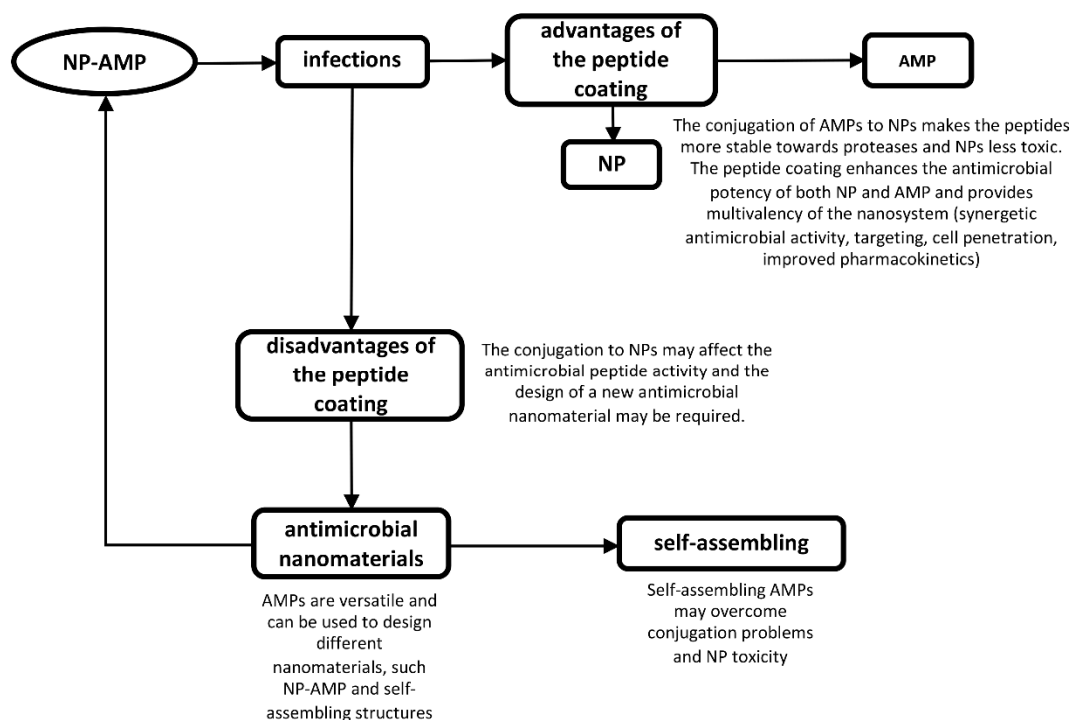 NP-AMP
infections
advantages of
the peptide
coating
AMP
NP
The conjugation of AMPs to NPs makes the peptides
more stable towards proteases and NPs less toxic.
The peptide coating enhances the antimicrobial
potency of both NP and AMP and provides
multivalency of the nanosystem (synergetic
antimicrobial activity, targeting, cell penetration,
improved pharmacokinetics)
disadvantages of
the peptide
coating
The conjugation to NPs may affect the
antimicrobial peptide activity and the
design of a new antimicrobial
nanomaterial may be required.
antimicrobial
nanomaterials
self-assembling
AMPs are versatile and
can be used to design
different
nanomaterials, such
NP-AMP and self-
assembling structures
Self-assembling AMPs
may overcome
conjugation problems
and NP toxicity